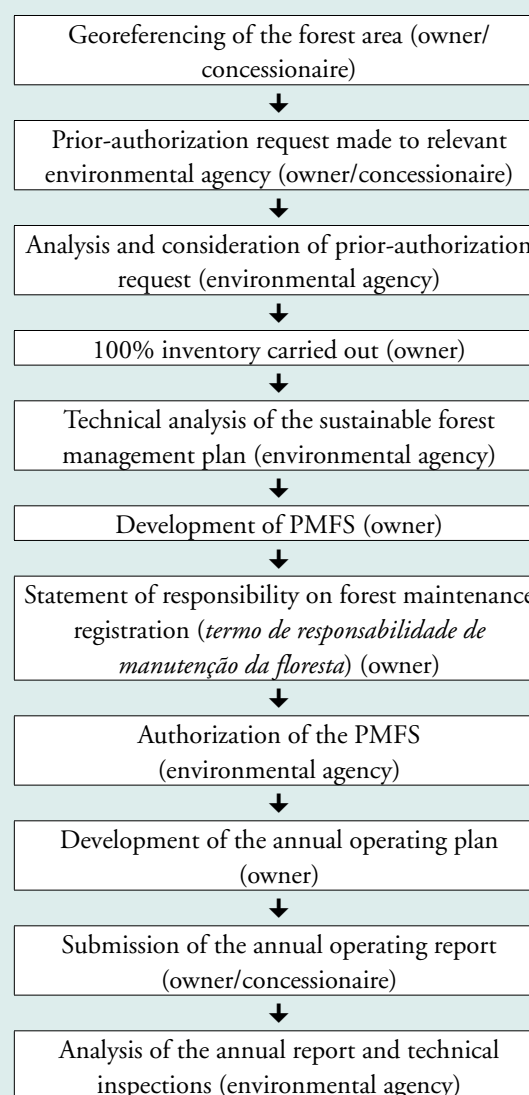 Georeferencing of the forest area (owner/
concessionaire)
Prior-authorization request made to relevant
environmental agency (owner/concessionaire)
Analysis and consideration of prior-authorization
request (environmental agency)
100% inventory carried out (owner)
Technical analysis of the sustainable forest
management plan (environmental agency)
Development of PMFS (owner)
Statement of responsibility on forest maintenance
registration (termo de responsabilidade de
manutenção da floresta) (owner)
Authorization of the PMFS
(environmental agency)
Development of the annual operating plan
(owner)
Submission of the annual operating report
(owner/concessionaire)
Analysis of the annual report and technical
inspections (environmental agency)